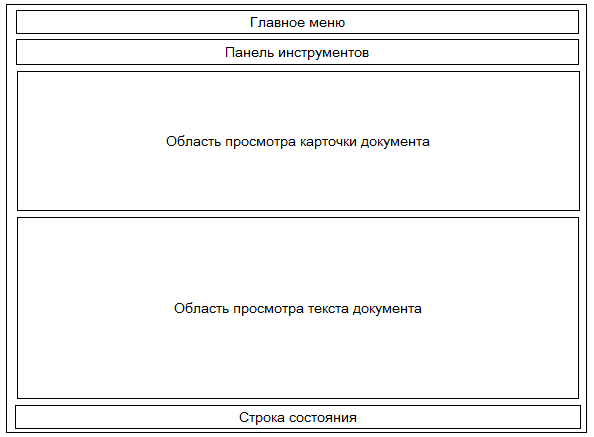 Главное меню
Панель инструментов
Область просмотра карточки документа
Область просмотра текста документа
Строка состояния